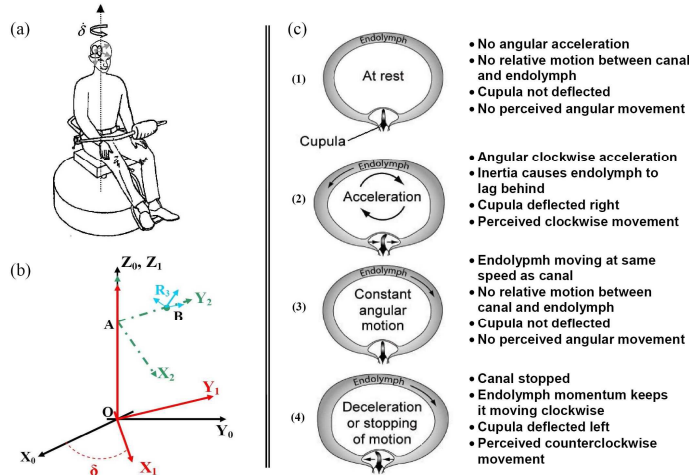 (a)
δ̇
(b)
Z₀, Z₁
R₃
Y₂
B
A
X₂
Y₁
O
Y₀
X₀
δ
X₁
(c)
(1)
Endolymph
At rest
Cupula
• No angular acceleration
• No relative motion between canal
and endolymph
• Cupula not deflected
• No perceived angular movement
(2)
Endolymph
Acceleration
• Angular clockwise acceleration
• Inertia causes endolymph to
lag behind
• Cupula deflected right
• Perceived clockwise movement
(3)
Endolymph
Constant
angular
motion
• Endolypmh moving at same
speed as canal
• No relative motion between
canal and endolymph
• Cupula not deflected
• No perceived angular movement
(4)
Endolymph
Deceleration
or stopping
of motion
• Canal stopped
• Endolymph momentum keeps
it moving clockwise
• Cupula deflected left
• Perceived counterclockwise
movement